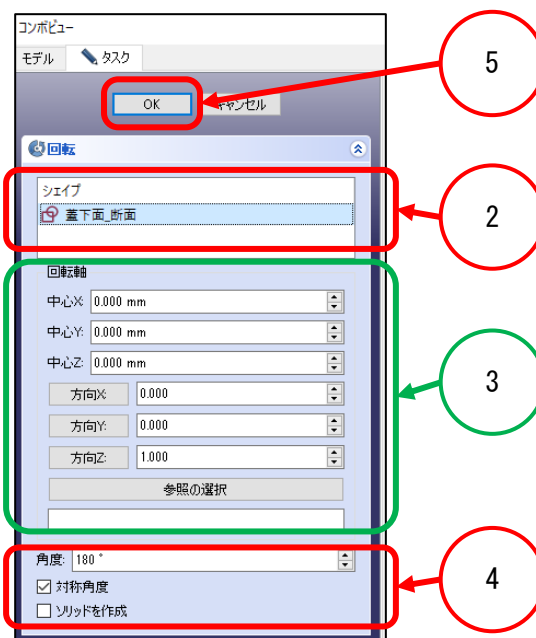 コンボビュー
モデル タスク
5
OK キャンセル
回転
シェイプ
蓋下面_断面
2
回転軸
中心X: 0.000 mm
中心Y: 0.000 mm
中心Z: 0.000 mm
3
方向X: 0.000
方向Y: 0.000
方向Z: 1.000
参照の選択
角度: 180 °
対称角度
4
ソリッドを作成